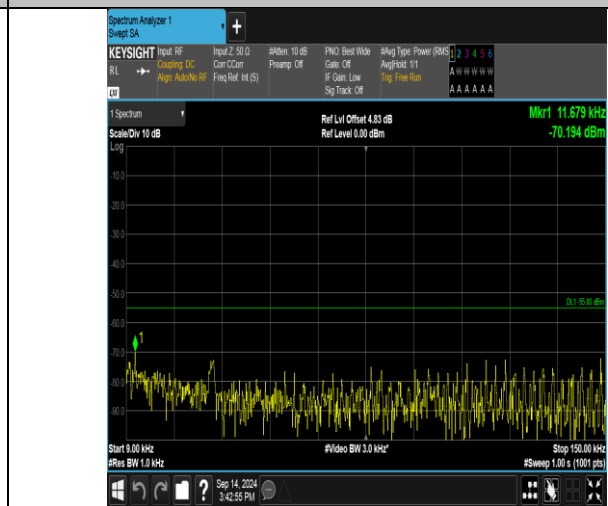 Spectrum Analyzer 1
Swept SA
+
KEYSIGHT
RL
Input: RF
Coupling: DC
Align: Auto/No RF
Input Z: 50 Ω
Corr CCorr
Freq Ref: Int (S)
#Atten: 10 dB
Preamp: Off
PNO: Best Wide
Gate: Off
IF Gain: Low
Sig Track: Off
#Avg Type: Power (RMS
Avg|Hold: 1/1
Trig: Free Run
1 2 3 4 5 6
A W W W W W
A A A A A A
LXI
1 Spectrum
Scale/Div 10 dB
Ref Lvl Offset 4.83 dB
Ref Level 0.00 dBm
Mkr1 11.679 kHz
-70.194 dBm
Log
-10.0
-20.0
-30.0
-40.0
-50.0
DL1 -55.00 dBm
-60.0
1
-70.0
-80.0
-90.0
Start 9.00 kHz
#Video BW 3.0 kHz*
Stop 150.00 kHz
#Res BW 1.0 kHz
#Sweep 1.00 s (1001 pts)
?
Sep 14, 2024
3:42:55 PM